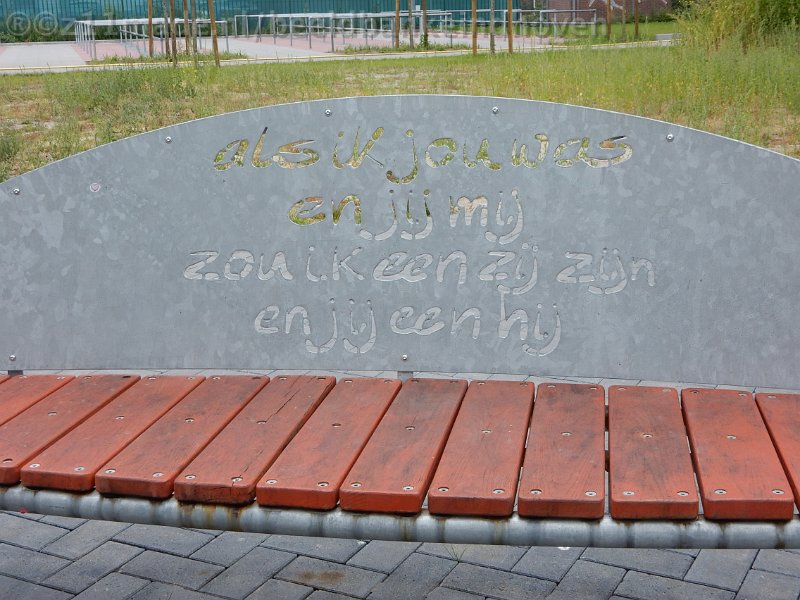 als ik jou was
en jij mij
zou ik een zij zijn
en jij een hij